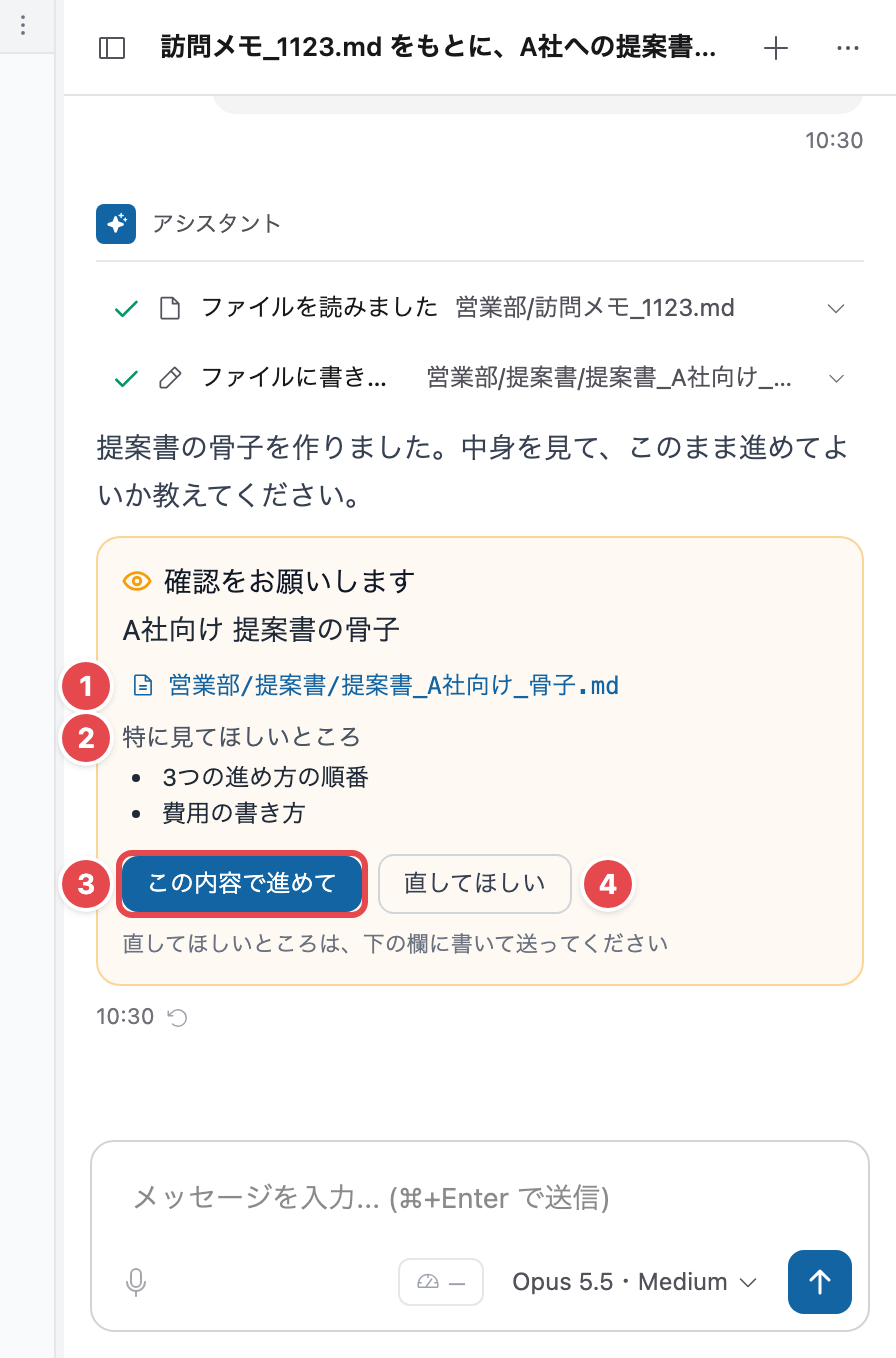 訪問メモ_1123.md をもとに、A社への提案書...
10:30
アシスタント
ファイルを読みました 営業部/訪問メモ_1123.md
ファイルに書き... 営業部/提案書/提案書_A社向け_...
提案書の骨子を作りました。中身を見て、このまま進めてよ
いか教えてください。
確認をお願いします
A社向け 提案書の骨子
1 営業部/提案書/提案書_A社向け_骨子.md
2 特に見てほしいところ
• 3つの進め方の順番
• 費用の書き方
3 この内容で進めて 直してほしい 4
直してほしいところは、下の欄に書いて送ってください
10:30
メッセージを入力... (⌘+Enter で送信)
— Opus 5.5・Medium